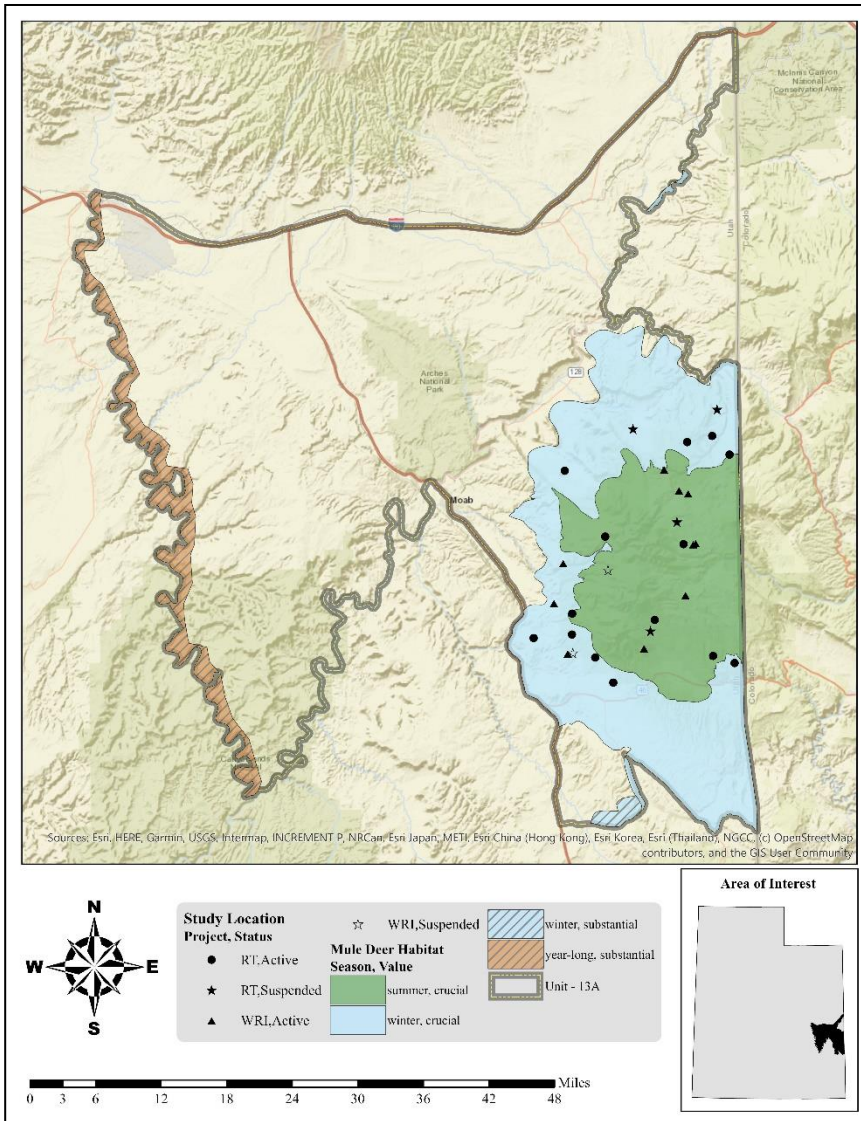 McInnis Canyon
National
Conservation Area
Utah
Colorado
Arches
National
Park
128
Moab
46
Colorado
Sources: Esri, HERE, Garmin, USGS, Intermap, INCREMENT P, NRCan, Esri Japan, METI, Esri China (Hong Kong), Esri Korea, Esri (Thailand), NGCC, (c) OpenStreetMap
contributors, and the GIS User Community
N
W E
S
Study Location
Project, Status
RT,Active
RT,Suspended
WRI,Active
WRI,Suspended
Mule Deer Habitat
Season, Value
summer, crucial
winter, crucial
winter, substantial
year-long, substantial
Unit - 13A
Miles
0 3 6 12 18 24 30 36 42 48
Area of Interest